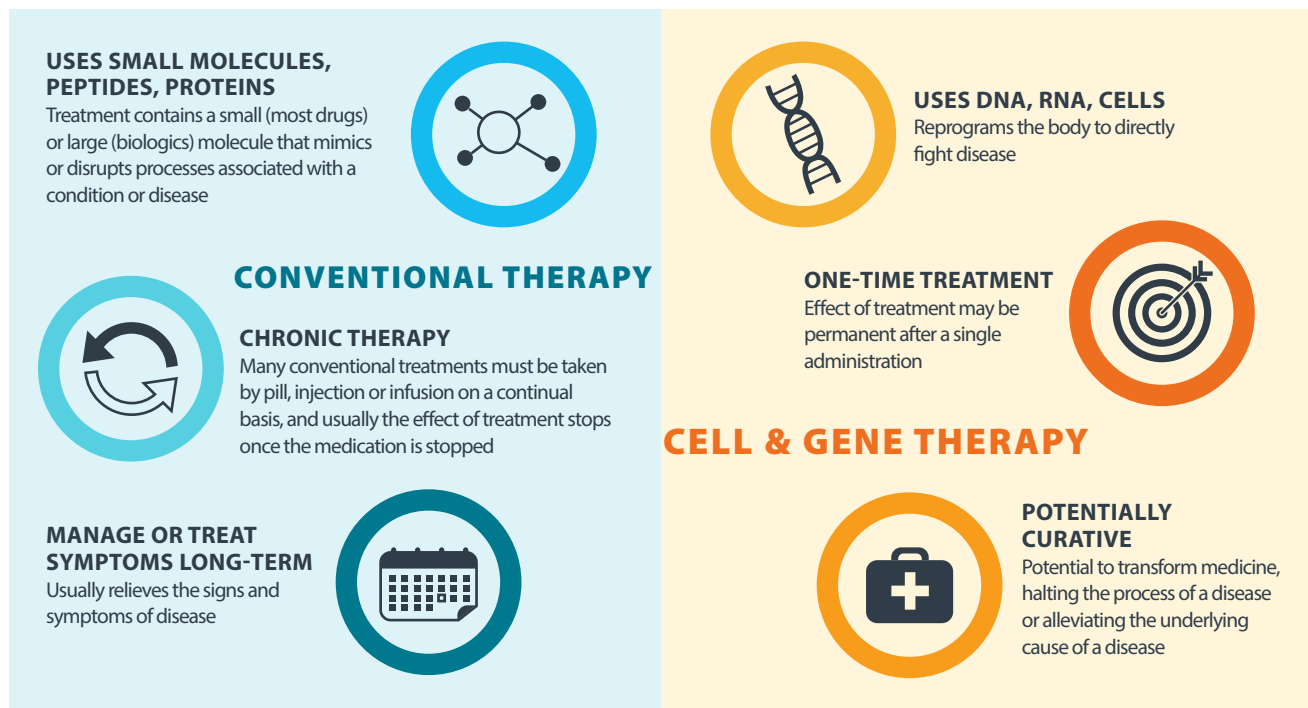 USES SMALL MOLECULES,
PEPTIDES, PROTEINS
Treatment contains a small (most drugs)
or large (biologics) molecule that mimics
or disrupts processes associated with a
condition or disease
CONVENTIONAL THERAPY
CHRONIC THERAPY
Many conventional treatments must be taken
by pill, injection or infusion on a continual
basis, and usually the effect of treatment stops
once the medication is stopped
MANAGE OR TREAT
SYMPTOMS LONG-TERM
Usually relieves the signs and
symptoms of disease
USES DNA, RNA, CELLS
Reprograms the body to directly
fight disease
ONE-TIME TREATMENT
Effect of treatment may be
permanent after a single
administration
CELL & GENE THERAPY
POTENTIALLY
CURATIVE
Potential to transform medicine,
halting the process of a disease
or alleviating the underlying
cause of a disease